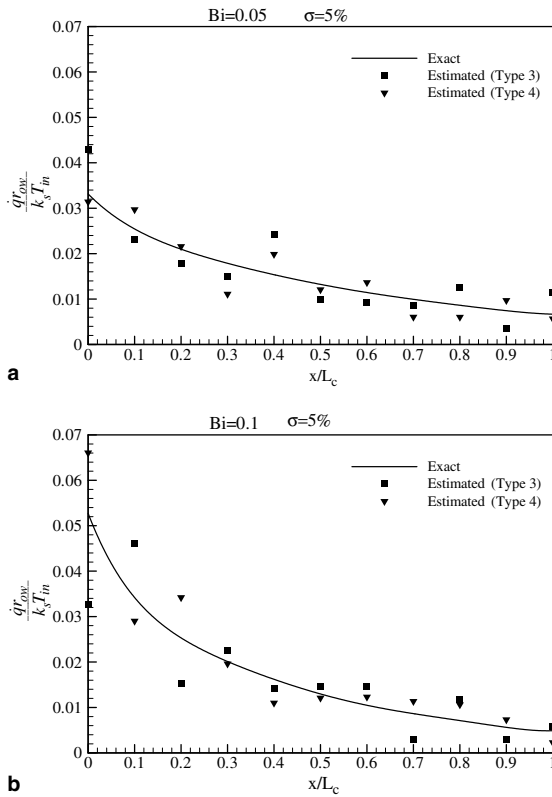 Bi=0.05 σ=5%
0.07
0.06
0.05
0.04
0.03
0.02
0.01
0
Exact
Estimated (Type 3)
Estimated (Type 4)
q̇r_ow
k_sT_in
0 0.1 0.2 0.3 0.4 0.5 0.6 0.7 0.8 0.9 1
x/L_c
a
Bi=0.1 σ=5%
0.07
0.06
0.05
0.04
0.03
0.02
0.01
0
Exact
Estimated (Type 3)
Estimated (Type 4)
q̇r_ow
k_sT_in
0 0.1 0.2 0.3 0.4 0.5 0.6 0.7 0.8 0.9 1
x/L_c
b